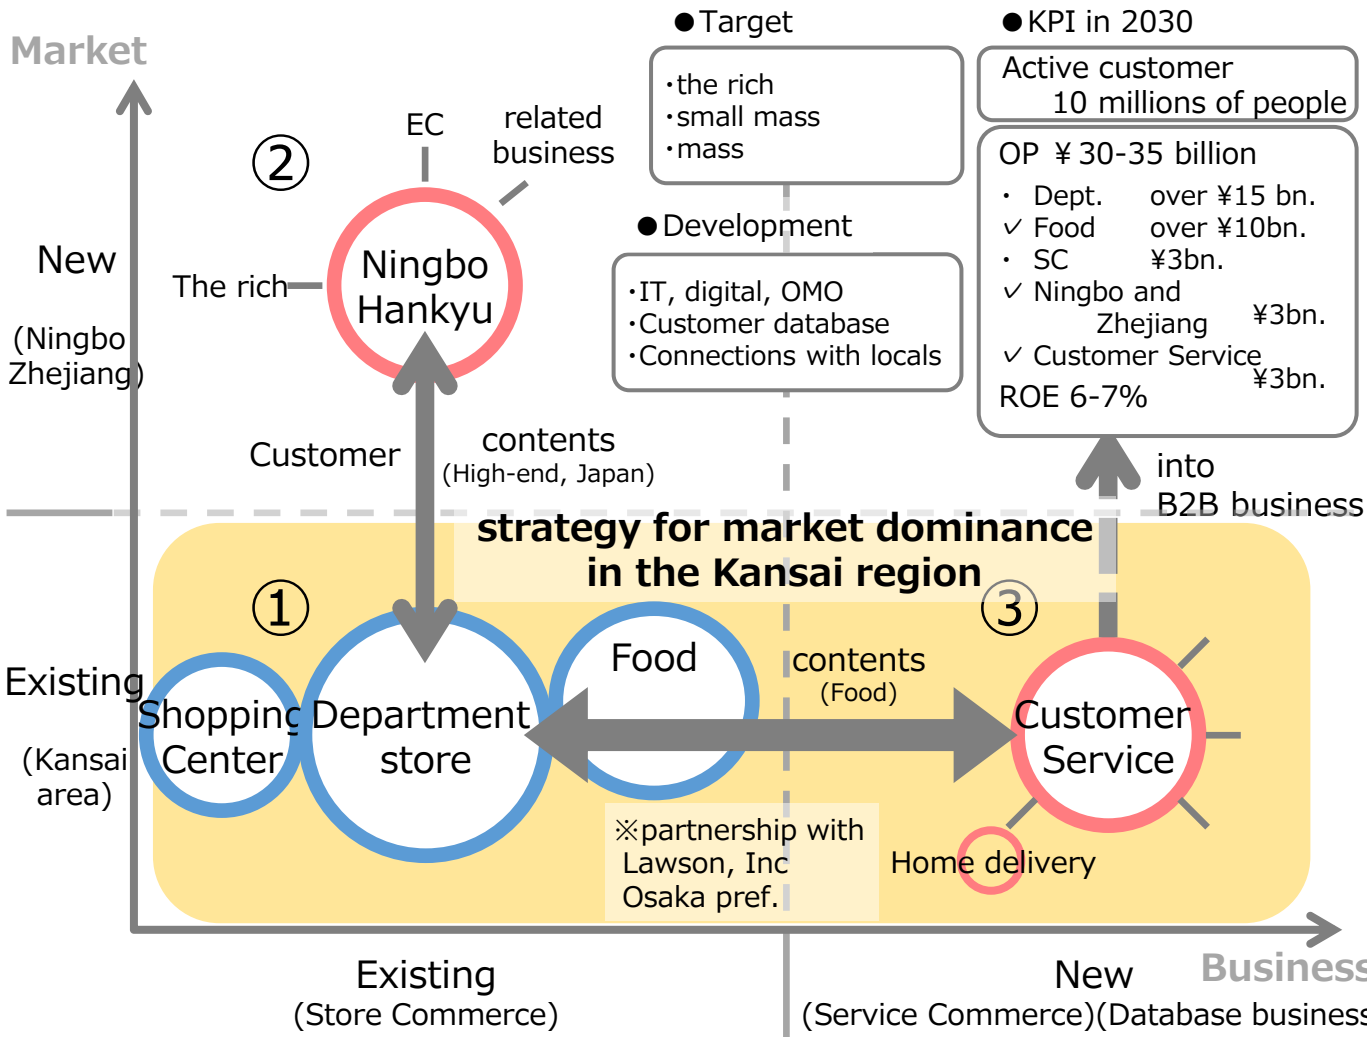 Market
●Target
・the rich
・small mass
・mass
●KPI in 2030
Active customer
10 millions of people
OP ¥30-35 billion
・ Dept. over ¥15 bn.
✓ Food over ¥10bn.
・ SC ¥3bn.
✓ Ningbo and
Zhejiang ¥3bn.
✓ Customer Service
¥3bn.
ROE 6-7%
●Development
・IT, digital, OMO
・Customer database
・Connections with locals
②
EC
related
business
The rich
Ningbo
Hankyu
New
(Ningbo
Zhejiang)
Customer
contents
(High-end, Japan)
into
B2B business
strategy for market dominance
in the Kansai region
①
③
Existing
(Kansai
area)
Shopping
Center
Department
store
Food
contents
(Food)
Customer
Service
※partnership with
Lawson, Inc
Osaka pref.
Home delivery
Existing
(Store Commerce)
New
(Service Commerce)(Database business
Business